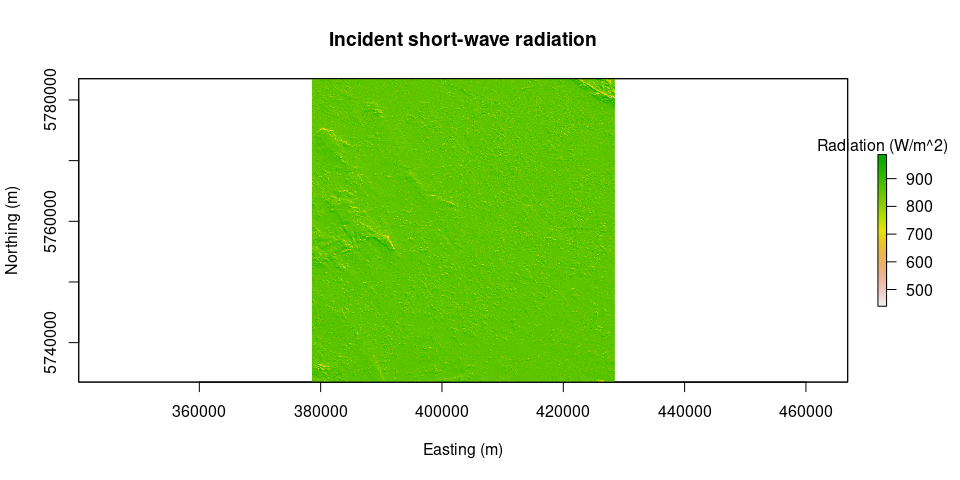 Incident short-wave radiation
5780000
5760000
5740000
Northing (m)
360000 380000 400000 420000 440000 460000
Easting (m)
Radiation (W/m^2)
900
800
700
600
500